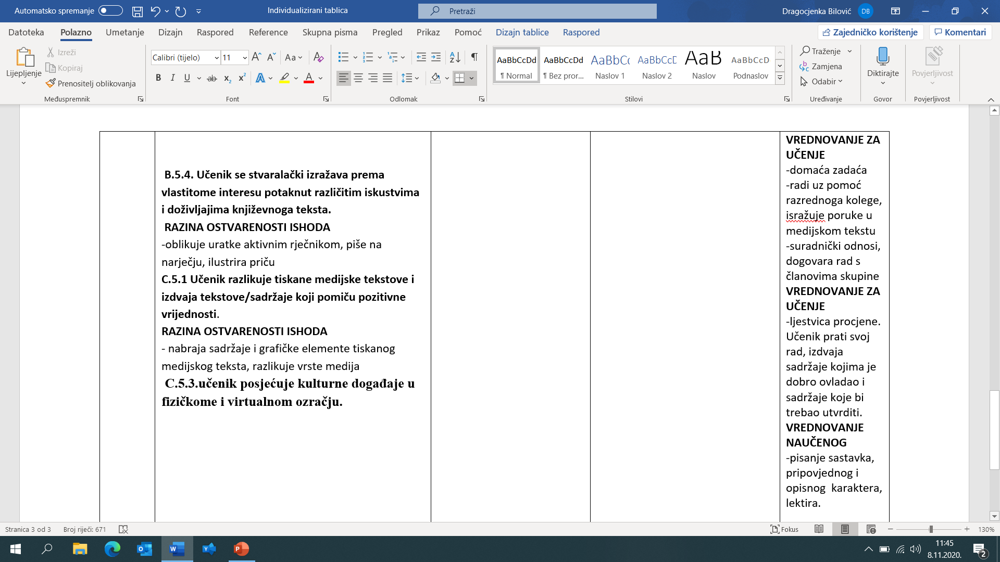 Automatsko spremanje
Individualizirani tablica
Pretraži
Dragocjenka Bilović
DB
Datoteka
Polazno
Umetanje
Dizajn
Raspored
Reference
Skupna pisma
Pregled
Prikaz
Pomoć
Dizajn tablice
Raspored
Zajedničko korištenje
Komentari
Lijepljenje
Izreži
Kopiraj
Prenositelj oblikovanja
Međuspremnik
Calibri (tijelo)
11
Font
Odlomak
AaBbCcDd
¶ Normal
AaBbCcDd
¶ Bez pror...
AaBbCc
Naslov 1
AaBbCcD
Naslov 2
AaB
Naslov
AaBbCcD
Podnaslov
Stilovi
Traženje
Zamjena
Odabir
Uređivanje
Diktirajte
Govor
Povjerljivost
Povjerljivost
B.5.4. Učenik se stvaralački izražava prema
vlastitome interesu potaknut različitim iskustvima
i doživljajima književnoga teksta.
RAZINA OSTVARENOSTI ISHODA
-oblikuje uratke aktivnim rječnikom, piše na
narječju, ilustrira priču
C.5.1 Učenik razlikuje tiskane medijske tekstove i
izdvaja tekstove/sadržaje koji pomiču pozitivne
vrijednosti.
RAZINA OSTVARENOSTI ISHODA
- nabraja sadržaje i grafičke elemente tiskanog
medijskog teksta, razlikuje vrste medija
C.5.3.učenik posjećuje kulturne događaje u
fizičkome i virtualnom ozračju.
VREDNOVANJE ZA
UČENJE
-domaća zadaća
-radi uz pomoć
razrednoga kolege,
isražuje poruke u
medijskom tekstu
-suradnički odnosi,
dogovara rad s
članovima skupine
VREDNOVANJE ZA
UČENJE
-ljestvica procjene.
Učenik prati svoj
rad, izdvaja
sadržaje kojima je
dobro ovladao i
sadržaje koje bi
trebao utvrditi.
VREDNOVANJE
NAUČENOG
-pisanje sastavka,
pripovjednog i
opisnog karaktera,
lektira.
Stranica 3 od 3
Broj riječi: 671
Fokus
130%
11:45
8.11.2020.
2